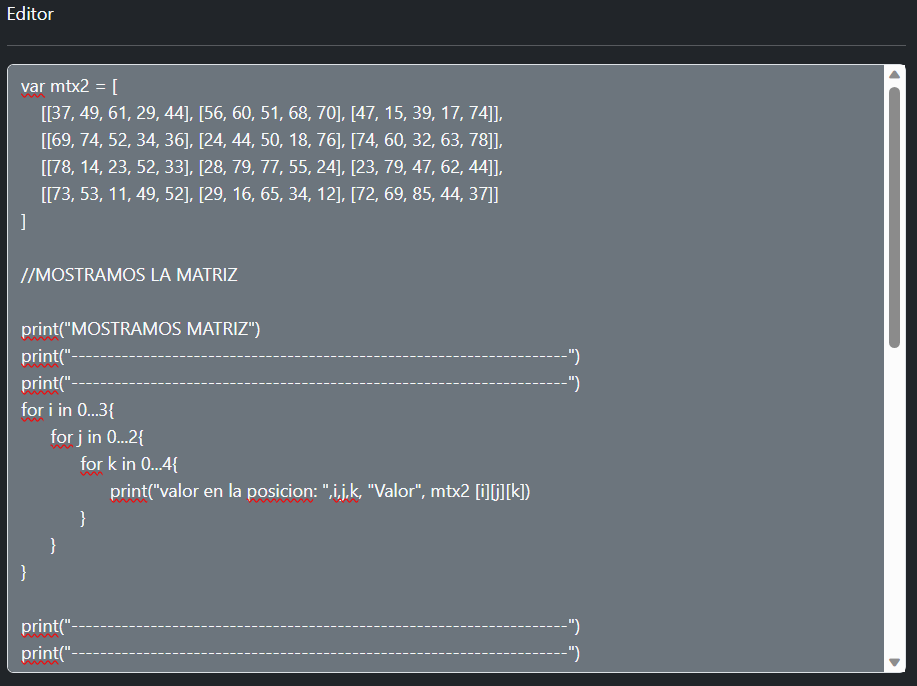 Editor
var mtx2 = [
    [[37, 49, 61, 29, 44], [56, 60, 51, 68, 70], [47, 15, 39, 17, 74]],
    [[69, 74, 52, 34, 36], [24, 44, 50, 18, 76], [74, 60, 32, 63, 78]],
    [[78, 14, 23, 52, 33], [28, 79, 77, 55, 24], [23, 79, 47, 62, 44]],
    [[73, 53, 11, 49, 52], [29, 16, 65, 34, 12], [72, 69, 85, 44, 37]]
]
//MOSTRAMOS LA MATRIZ
print("MOSTRAMOS MATRIZ")
print("---------------------------------------------------------------------")
print("---------------------------------------------------------------------")
for i in 0...3{
    for j in 0...2{
        for k in 0...4{
            print("valor en la posicion: ",i,j,k, "Valor", mtx2 [i][j][k])
        }
    }
}
print("---------------------------------------------------------------------")
print("---------------------------------------------------------------------")